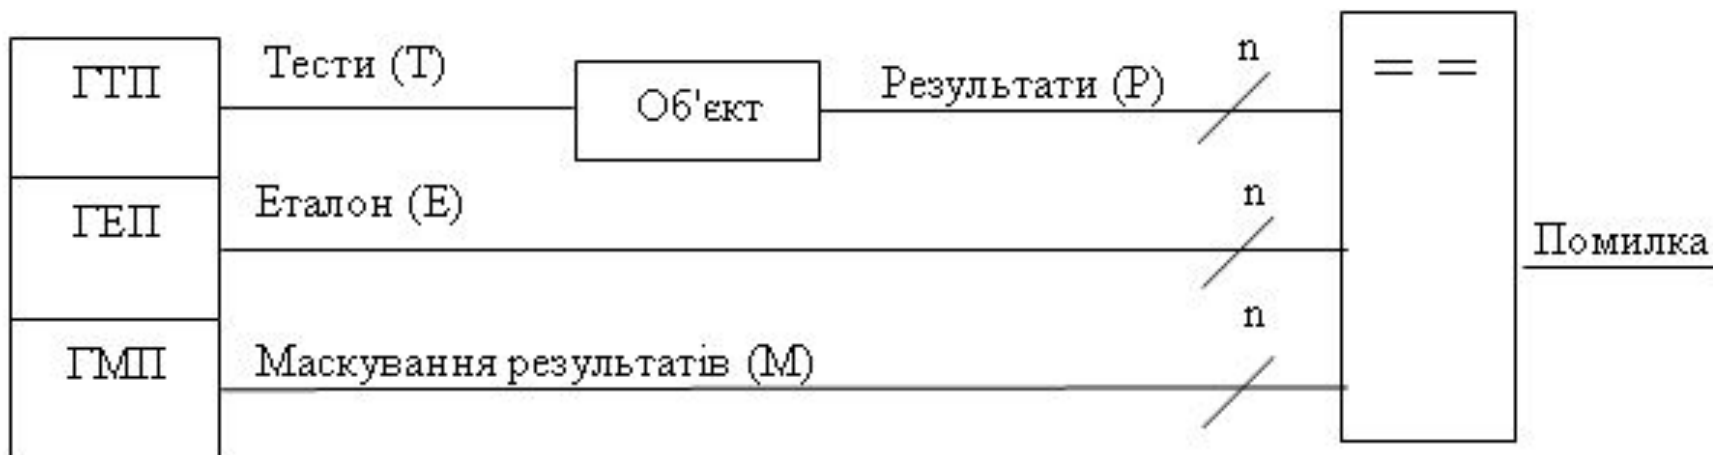 ГТП
Тести (Т)
Об'єкт
Результати (Р)
n
= =
ГЕП
Еталон (Е)
n
Помилка
ГМП
Маскування результатів (М)
n